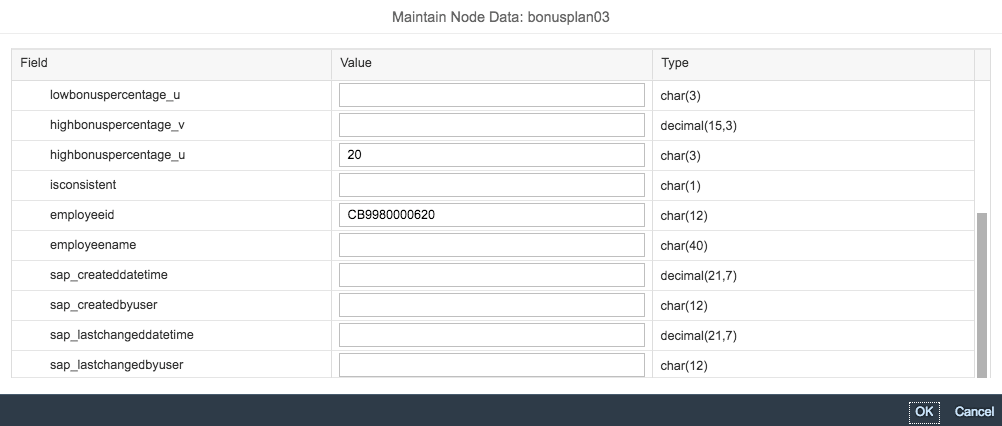 Maintain Node Data: bonusplan03
Field Value Type
lowbonuspercentage_u char(3)
highbonuspercentage_v decimal(15,3)
highbonuspercentage_u 20 char(3)
isconsistent char(1)
employeeid CB9980000620 char(12)
employeename char(40)
sap_createddatetime decimal(21,7)
sap_createdbyuser char(12)
sap_lastchangeddatetime decimal(21,7)
sap_lastchangedbyuser char(12)
OK Cancel